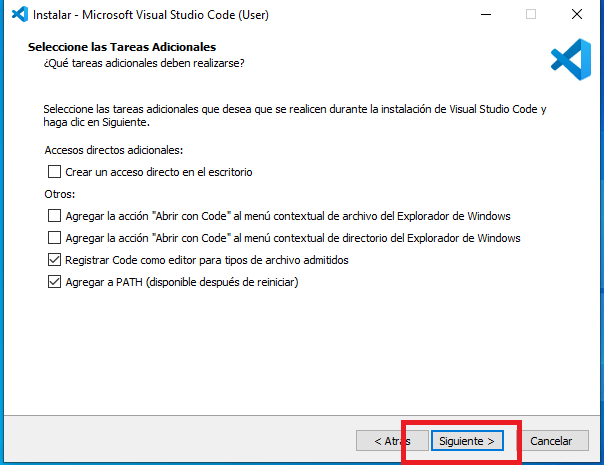 Instalar - Microsoft Visual Studio Code (User)
Seleccione las Tareas Adicionales
¿Qué tareas adicionales deben realizarse?
Seleccione las tareas adicionales que desea que se realicen durante la instalación de Visual Studio Code y
haga clic en Siguiente.
Accesos directos adicionales:
Crear un acceso directo en el escritorio
Otros:
Agregar la acción "Abrir con Code" al menú contextual de archivo del Explorador de Windows
Agregar la acción "Abrir con Code" al menú contextual de directorio del Explorador de Windows
Registrar Code como editor para tipos de archivo admitidos
Agregar a PATH (disponible después de reiniciar)
< Atrás Siguiente > Cancelar